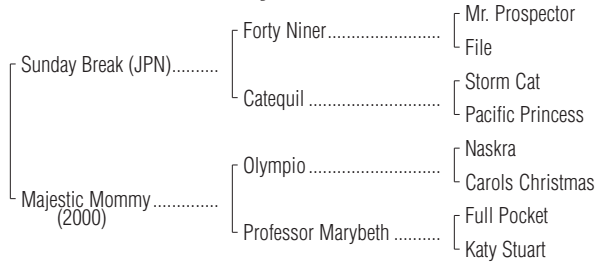 Mr. Prospector
Forty Niner
File
Sunday Break (JPN)
Storm Cat
Catequil
Pacific Princess
Naskra
Olympio
Carols Christmas
Majestic Mommy
(2000)
Full Pocket
Professor Marybeth
Katy Stuart